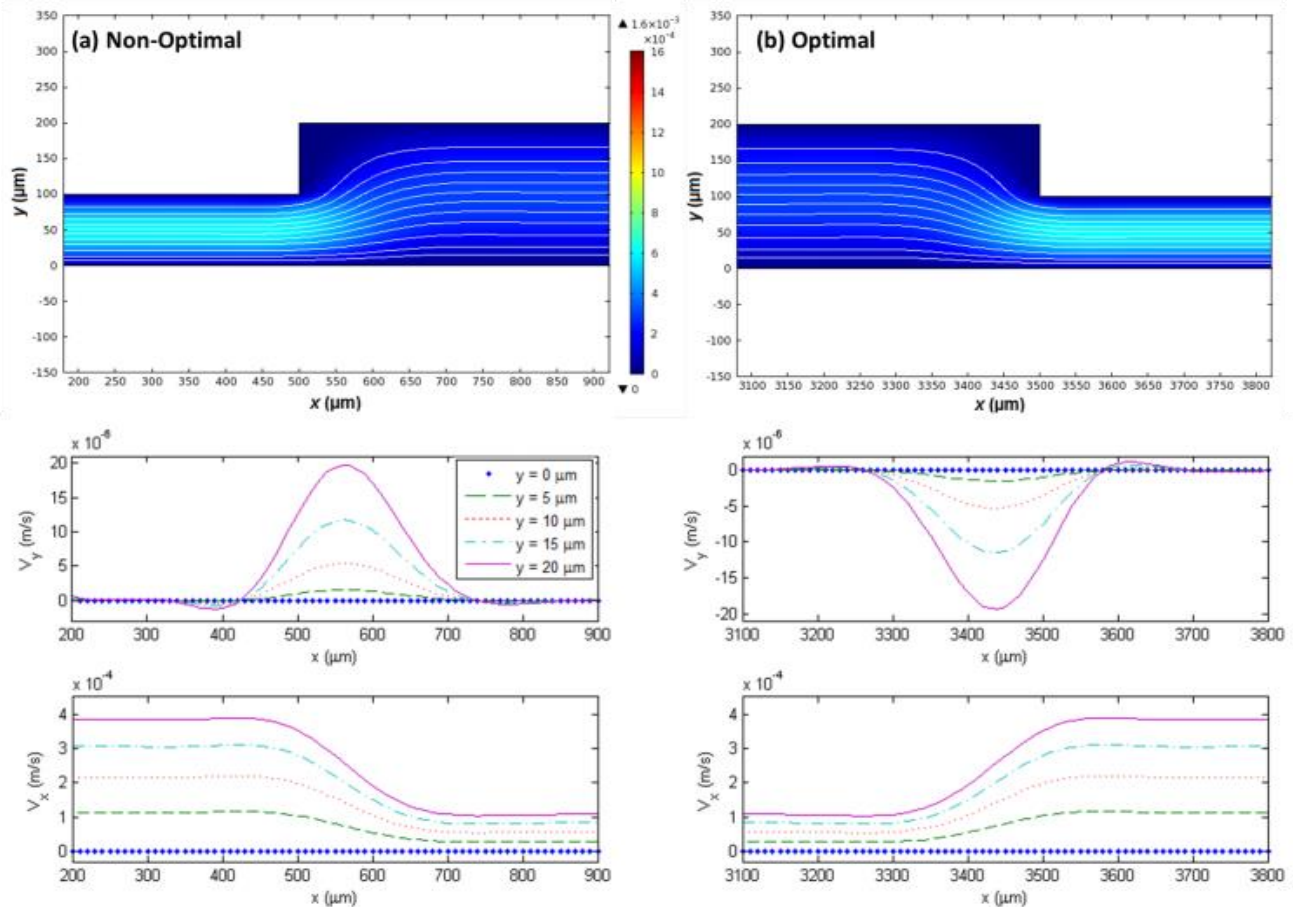 (a) Non-Optimal
350
300
250
200
150
100
50
0
-50
-100
-150
y (µm)
200 250 300 350 400 450 500 550 600 650 700 750 800 850 900
x (µm)
▲ 1.6×10⁻³
×10⁻⁴
16
14
12
10
8
6
4
2
0
▼ 0
(b) Optimal
350
300
250
200
150
100
50
0
-50
-100
-150
y (µm)
3100 3150 3200 3250 3300 3350 3400 3450 3500 3550 3600 3650 3700 3750 3800
x (µm)
x 10⁻⁶
20
15
10
5
0
V_y (m/s)
200 300 400 500 600 700 800 900
x (µm)
y = 0 µm
y = 5 µm
y = 10 µm
y = 15 µm
y = 20 µm
x 10⁻⁶
0
-5
-10
-15
-20
V_y (m/s)
3100 3200 3300 3400 3500 3600 3700 3800
x (µm)
x 10⁻⁴
4
3
2
1
0
V_x (m/s)
200 300 400 500 600 700 800 900
x (µm)
x 10⁻⁴
4
3
2
1
0
V_x (m/s)
3100 3200 3300 3400 3500 3600 3700 3800
x (µm)